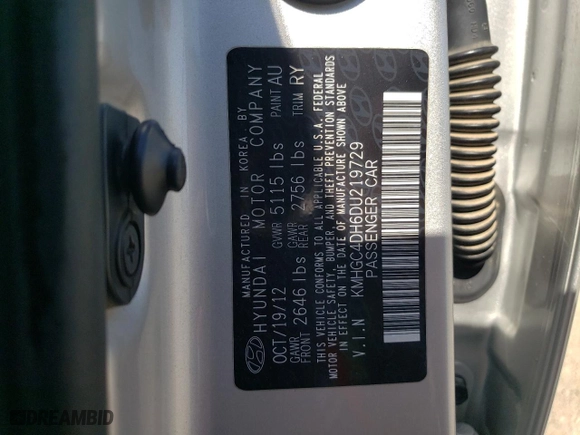 MANUFACTURED IN KOREA, BY
HYUNDAI MOTOR COMPANY
OCT/19/12 GVWR 5115 lbs PAINT AU
GAWR FRONT 2646 lbs GAWR REAR 2756 lbs TRIM RY
THIS VEHICLE CONFORMS TO ALL APPLICABLE U.S.A. FEDERAL
MOTOR VEHICLE SAFETY, BUMPER, AND THEFT PREVENTION STANDARDS
IN EFFECT ON THE DATE OF MANUFACTURE SHOWN ABOVE
V.I.N KMHGC4DH6DU219729
PASSENGER CAR
DREAMBID